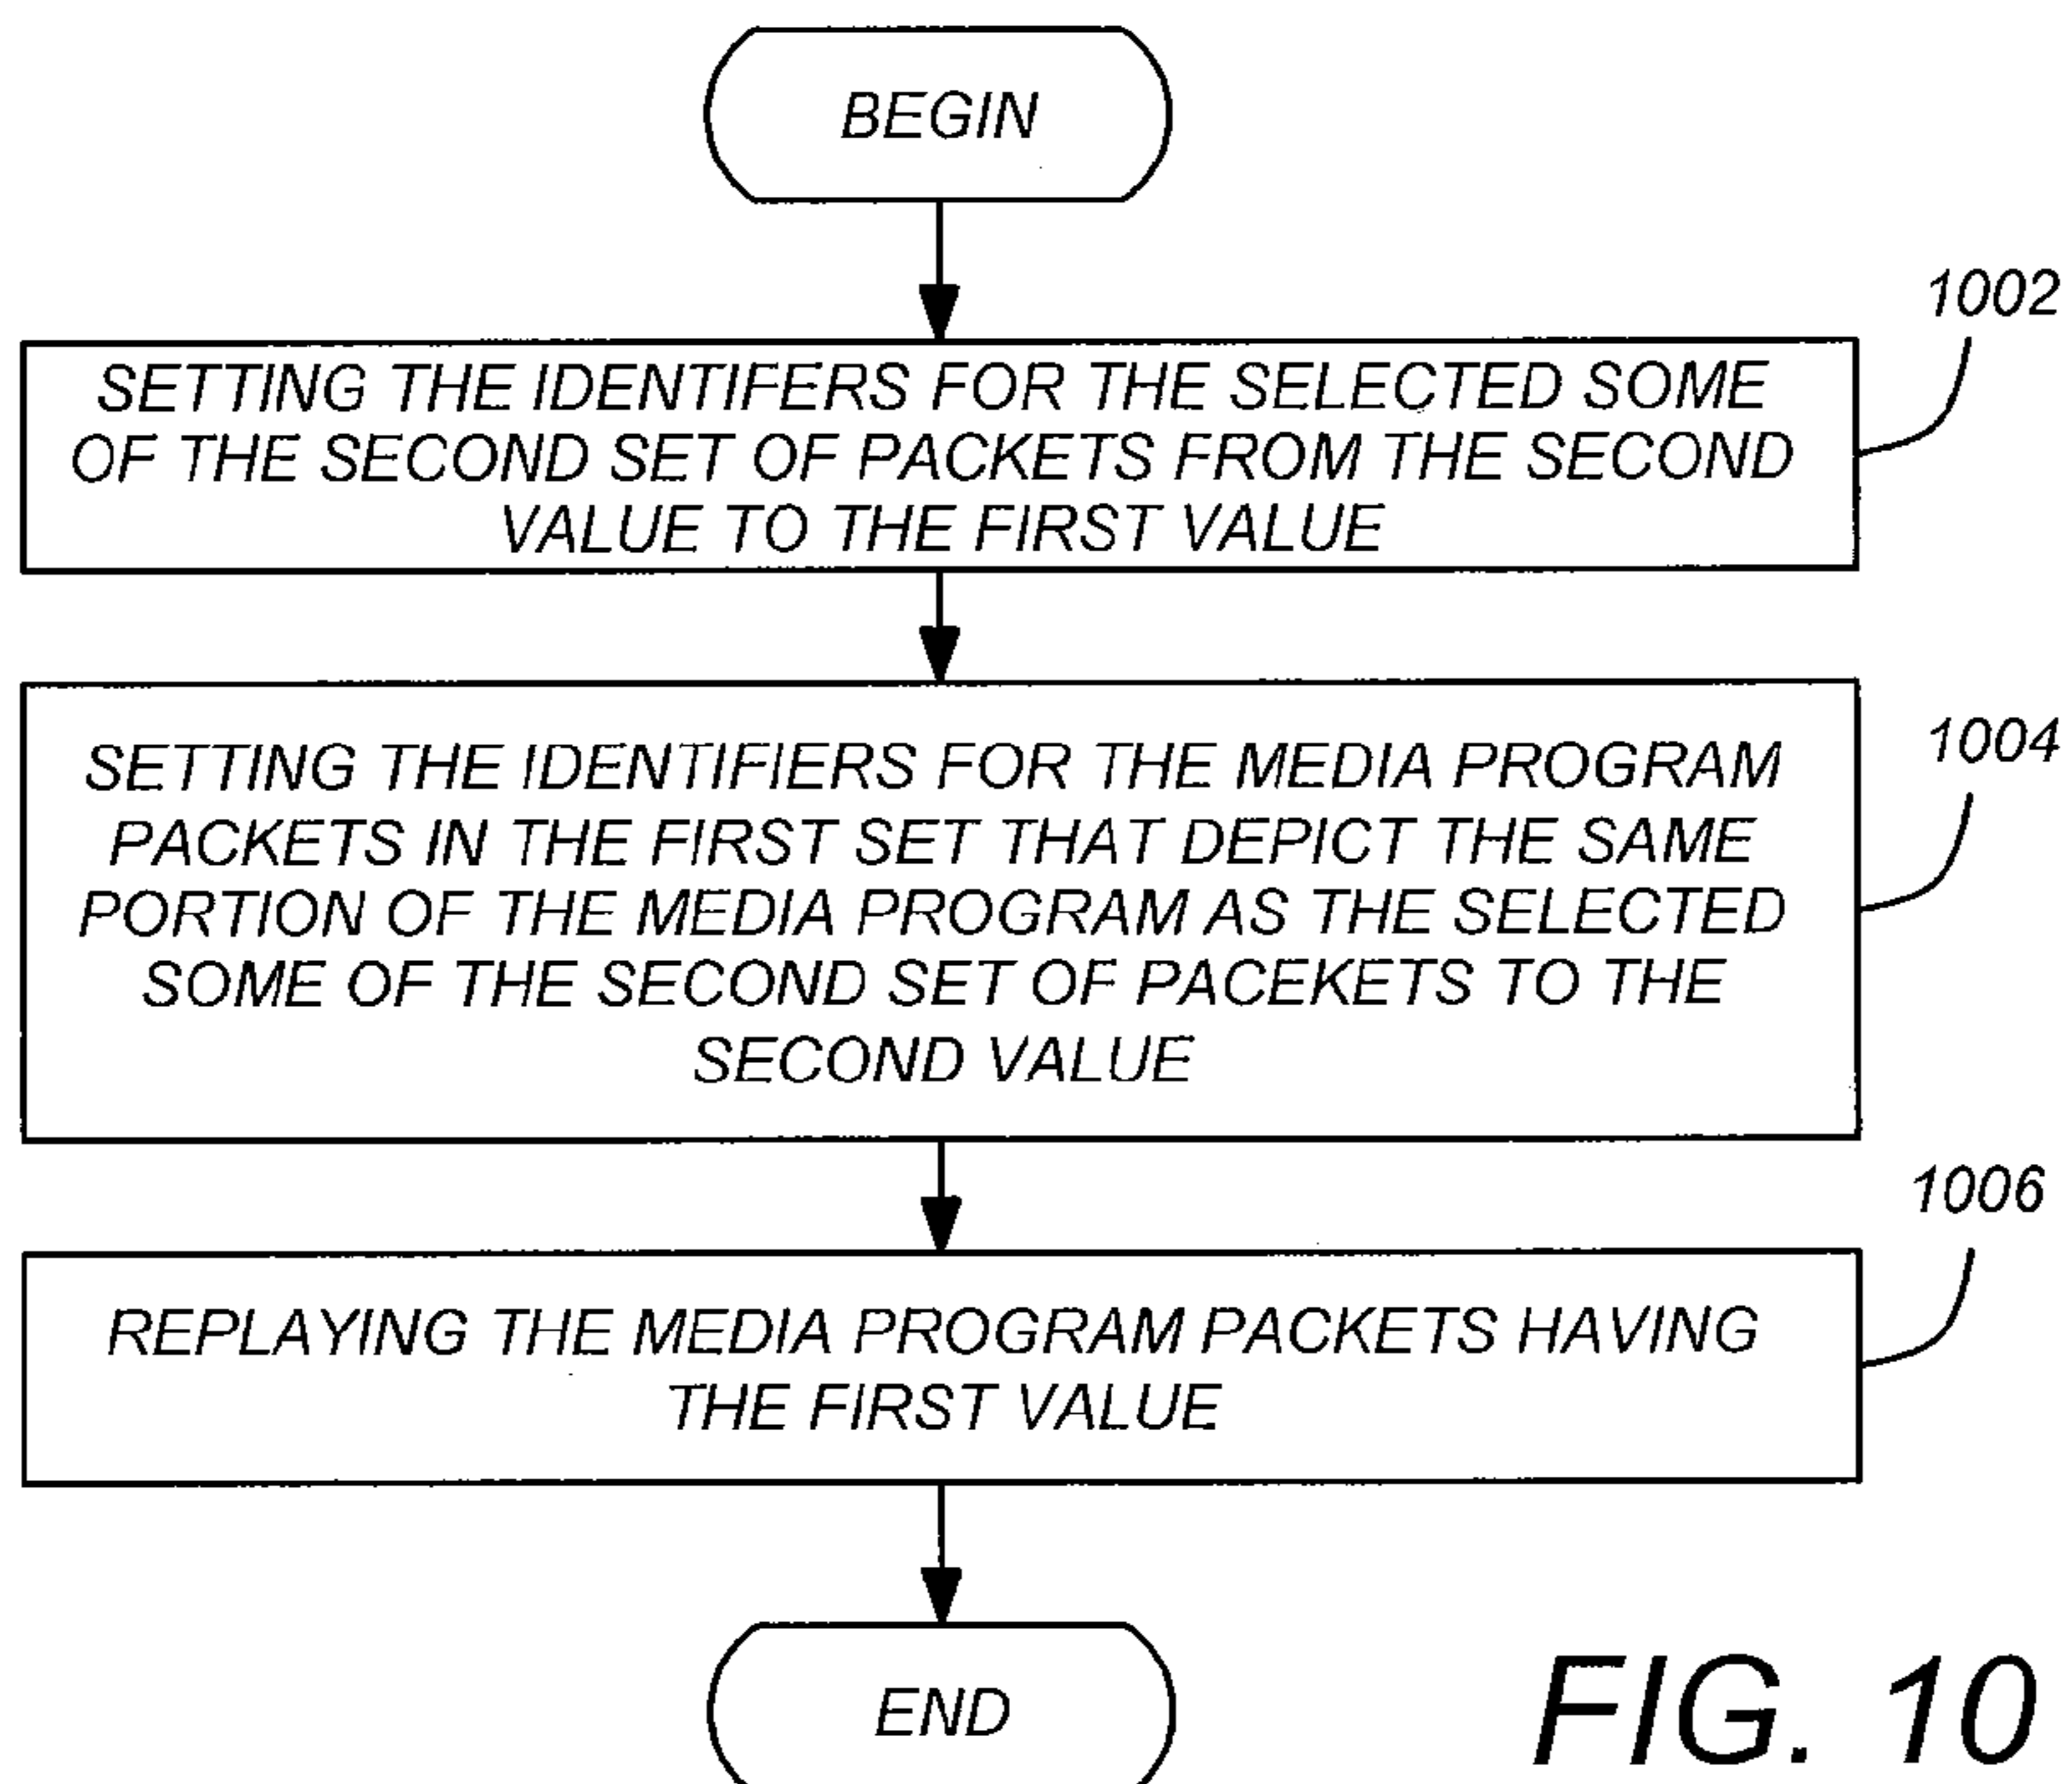 BEGIN
1002
SETTING THE IDENTIFERS FOR THE SELECTED SOME
OF THE SECOND SET OF PACKETS FROM THE SECOND
VALUE TO THE FIRST VALUE
1004
SETTING THE IDENTIFIERS FOR THE MEDIA PROGRAM
PACKETS IN THE FIRST SET THAT DEPICT THE SAME
PORTION OF THE MEDIA PROGRAM AS THE SELECTED
SOME OF THE SECOND SET OF PACEKETS TO THE
SECOND VALUE
1006
REPLAYING THE MEDIA PROGRAM PACKETS HAVING
THE FIRST VALUE
END
FIG. 10